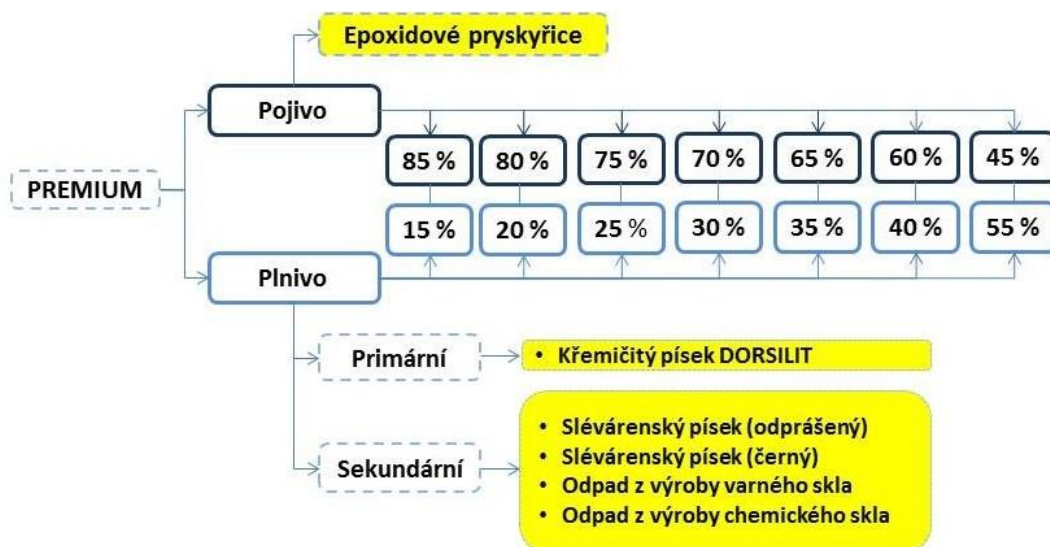 Epoxidové pryskyřice
Pojivo
85 % 80 % 75 % 70 % 65 % 60 % 45 %
PREMIUM
15 % 20 % 25 % 30 % 35 % 40 % 55 %
Plnivo
Primární
• Křemičitý písek DORSILIT
Sekundární
• Slévárenský písek (odprášený)
• Slévárenský písek (černý)
• Odpad z výroby varného skla
• Odpad z výroby chemického skla